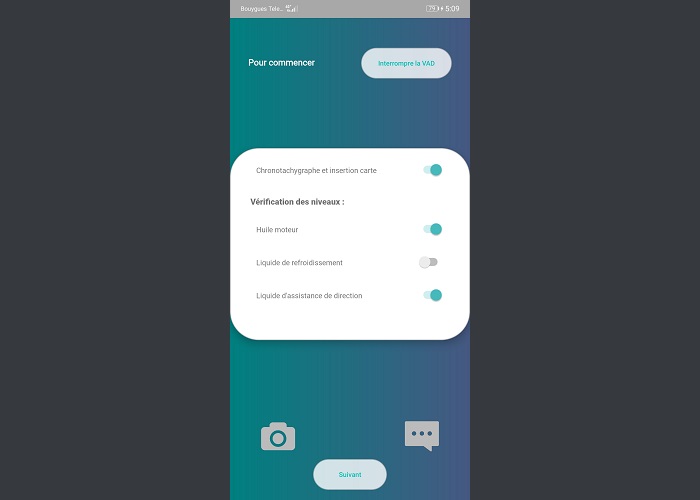 Bouygues Tele... 4G 79 5:09
Pour commencer
Interrompre la VAD
Chronotachygraphe et insertion carte
Vérification des niveaux :
Huile moteur
Liquide de refroidissement
Liquide d'assistance de direction
Suivant